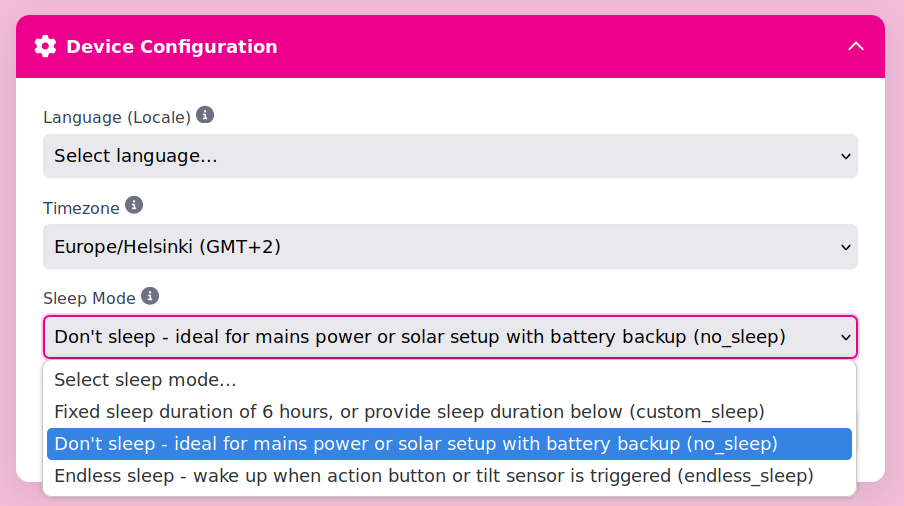 Device Configuration
Language (Locale)
Select language...
Timezone
Europe/Helsinki (GMT+2)
Sleep Mode
Don't sleep - ideal for mains power or solar setup with battery backup (no_sleep)
Select sleep mode...
Fixed sleep duration of 6 hours, or provide sleep duration below (custom_sleep)
Don't sleep - ideal for mains power or solar setup with battery backup (no_sleep)
Endless sleep - wake up when action button or tilt sensor is triggered (endless_sleep)